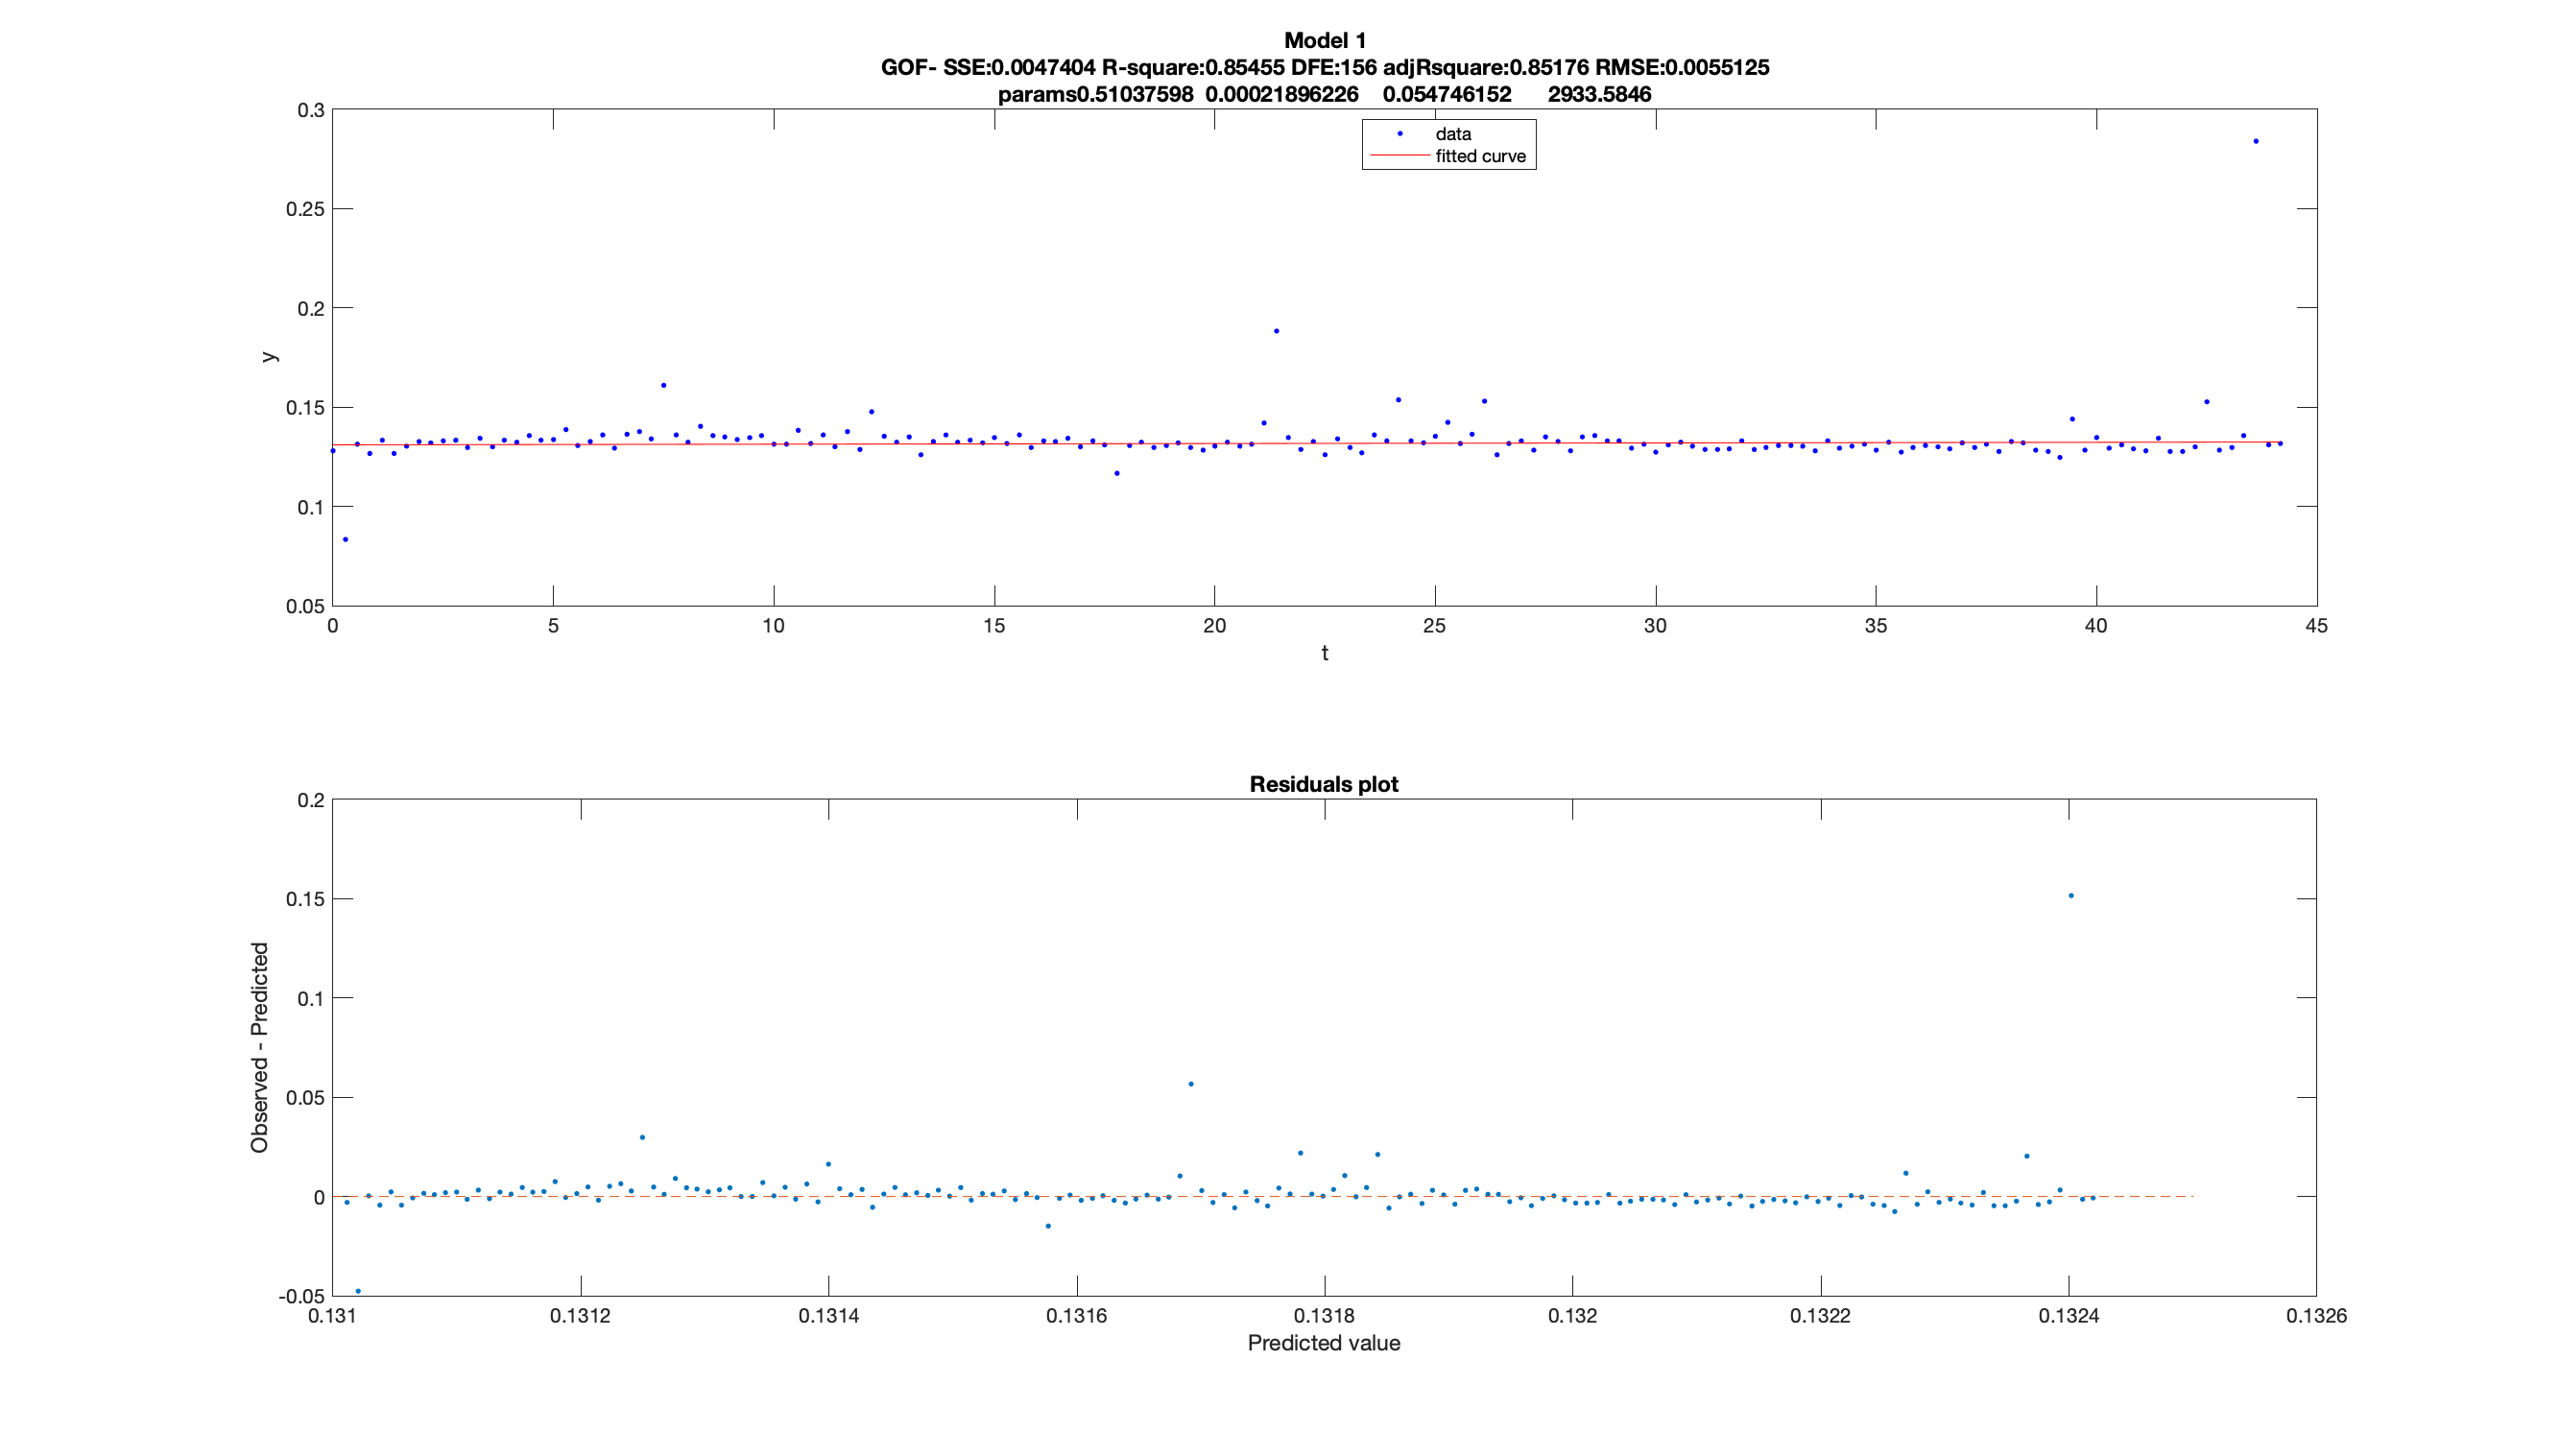 Model 1
GOF- SSE:0.0047404 R-square:0.85455 DFE:156 adjRsquare:0.85176 RMSE:0.0055125
params0.51037598 0.00021896226 0.054746152 2933.5846
0.3
0.25
0.2
0.15
0.1
0.05
y
data
fitted curve
0 5 10 15 20 25 30 35 40 45
t
Residuals plot
0.2
0.15
0.1
0.05
0
-0.05
Observed - Predicted
0.131 0.1312 0.1314 0.1316 0.1318 0.132 0.1322 0.1324 0.1326
Predicted value